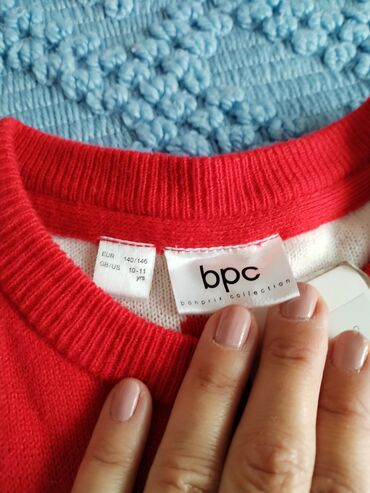 EUR 140/146
GB/US 10-11
yrs
bpc
bonprix collection